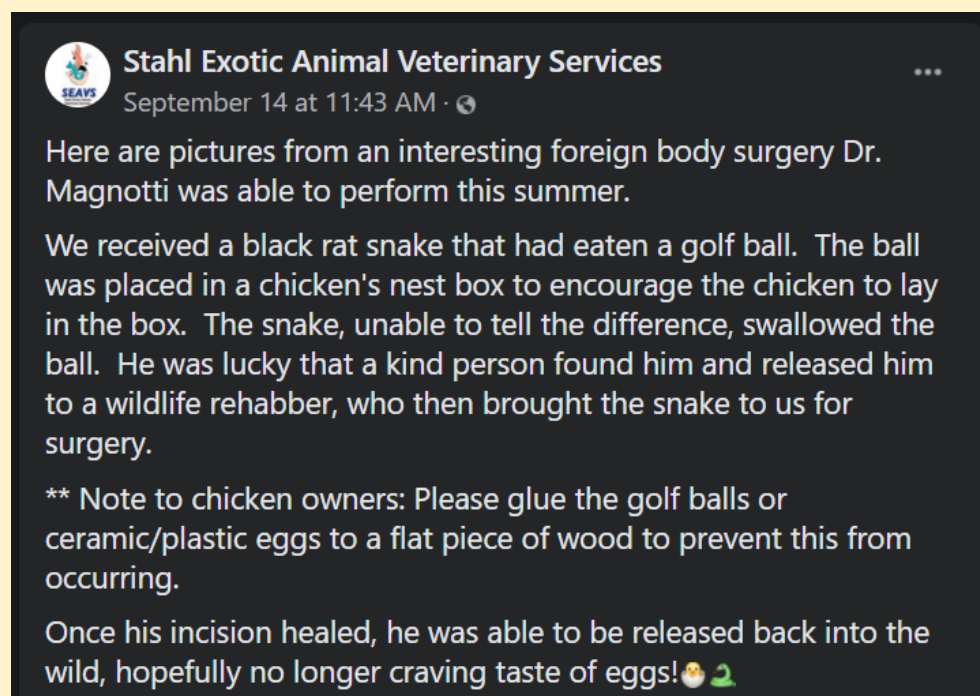 Stahl Exotic Animal Veterinary Services
SEAVS
September 14 at 11:43 AM ·
Here are pictures from an interesting foreign body surgery Dr.
Magnotti was able to perform this summer.
We received a black rat snake that had eaten a golf ball.  The ball
was placed in a chicken's nest box to encourage the chicken to lay
in the box.  The snake, unable to tell the difference, swallowed the
ball.  He was lucky that a kind person found him and released him
to a wildlife rehabber, who then brought the snake to us for
surgery.
** Note to chicken owners: Please glue the golf balls or
ceramic/plastic eggs to a flat piece of wood to prevent this from
occurring.
Once his incision healed, he was able to be released back into the
wild, hopefully no longer craving taste of eggs!🐣🐍